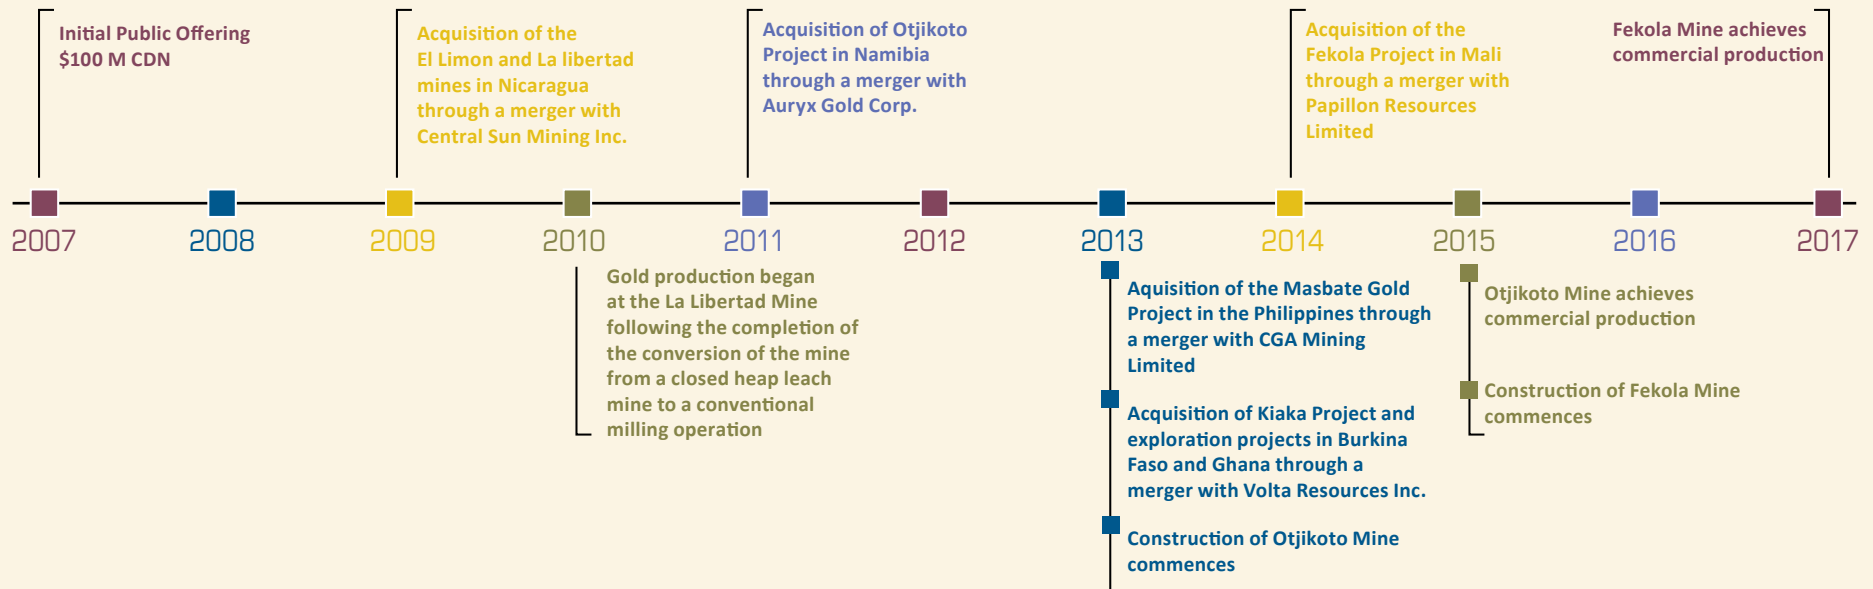 Initial Public Offering
$100 M CDN
Acquisition of the
El Limon and La libertad
mines in Nicaragua
through a merger with
Central Sun Mining Inc.
Acquisition of Otjikoto
Project in Namibia
through a merger with
Auryx Gold Corp.
Acquisition of the
Fekola Project in Mali
through a merger with
Papillon Resources
Limited
Fekola Mine achieves
commercial production
2007
2008
2009
2010
2011
2012
2013
2014
2015
2016
2017
Gold production began
at the La Libertad Mine
following the completion of
the conversion of the mine
from a closed heap leach
mine to a conventional
milling operation
Aquisition of the Masbate Gold
Project in the Philippines through
a merger with CGA Mining
Limited
Acquisition of Kiaka Project and
exploration projects in Burkina
Faso and Ghana through a
merger with Volta Resources Inc.
Construction of Otjikoto Mine
commences
Otjikoto Mine achieves
commercial production
Construction of Fekola Mine
commences